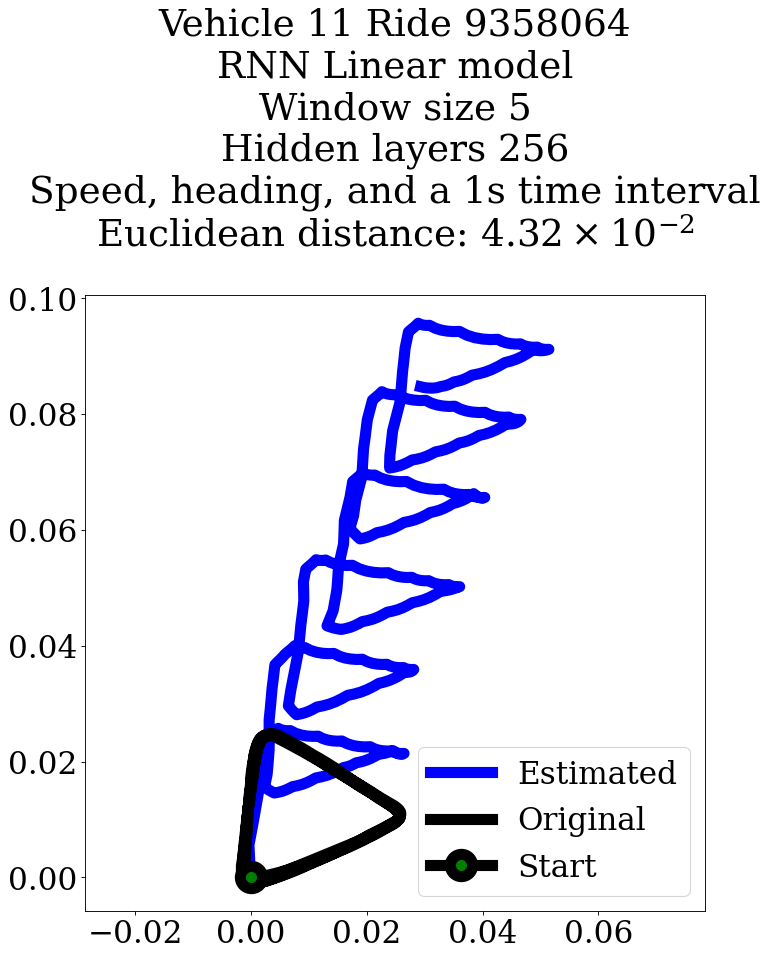 Vehicle 11 Ride 9358064
RNN Linear model
Window size 5
Hidden layers 256
Speed, heading, and a 1s time interval
Euclidean distance: 4.32 × 10⁻²
0.10
0.08
0.06
0.04
0.02
0.00
Estimated
Original
Start
−0.02 0.00 0.02 0.04 0.06